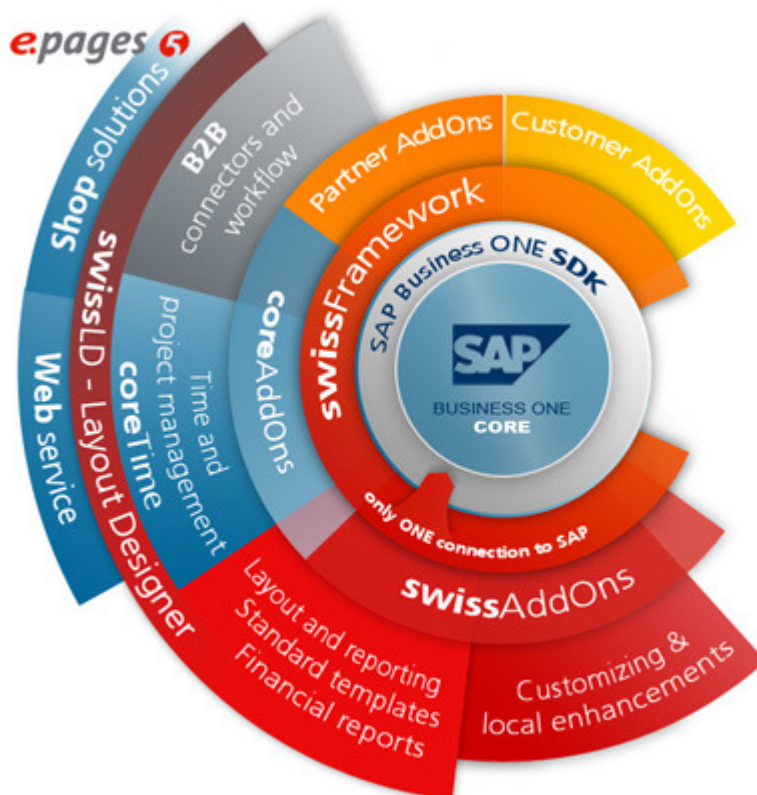 e.pages 5
Shop solutions
Web service
swissLD - Layout Designer
B2B
connectors and
workflow
coreTime
Time and
project management
coreAddOns
Partner AddOns
Customer AddOns
swissFramework
SAP Business ONE SDK
SAP
BUSINESS ONE
CORE
only ONE connection to SAP
swissAddOns
Layout and reporting
Standard templates
Financial reports
Customizing &
local enhancements